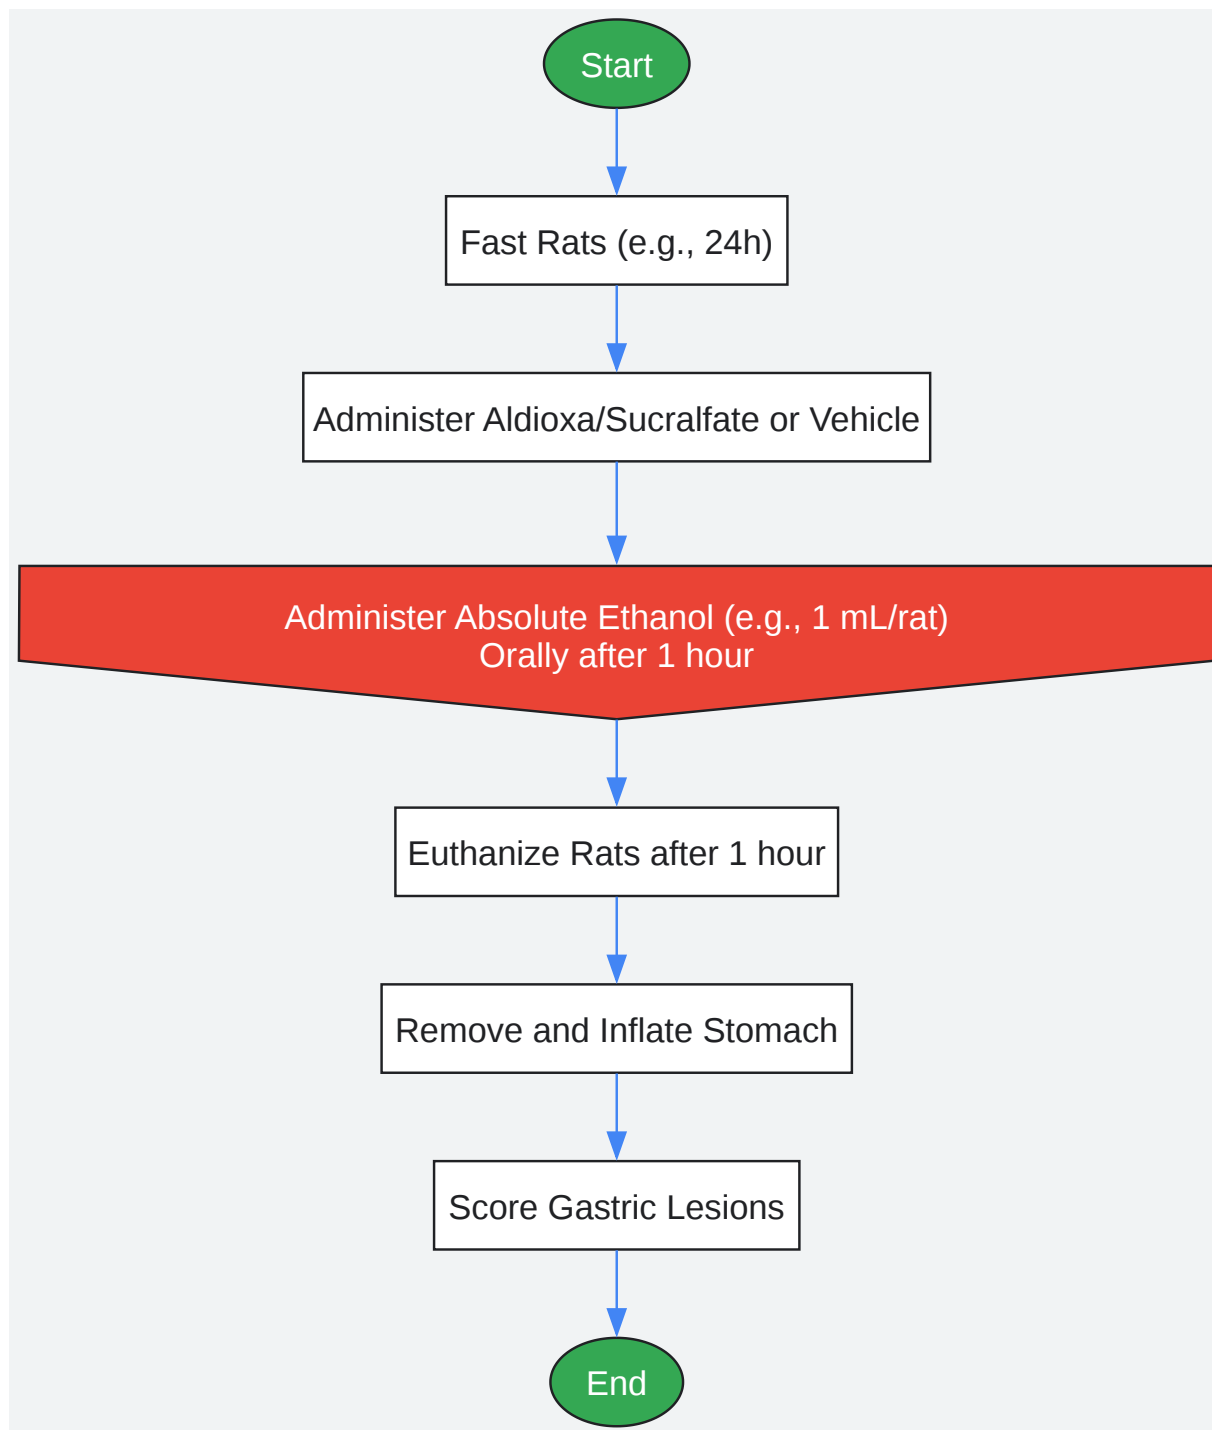 Start
Fast Rats (e.g., 24h)
Administer Aldioxa/Sucralfate or Vehicle
Administer Absolute Ethanol (e.g., 1 mL/rat)
Orally after 1 hour
Euthanize Rats after 1 hour
Remove and Inflate Stomach
Score Gastric Lesions
End